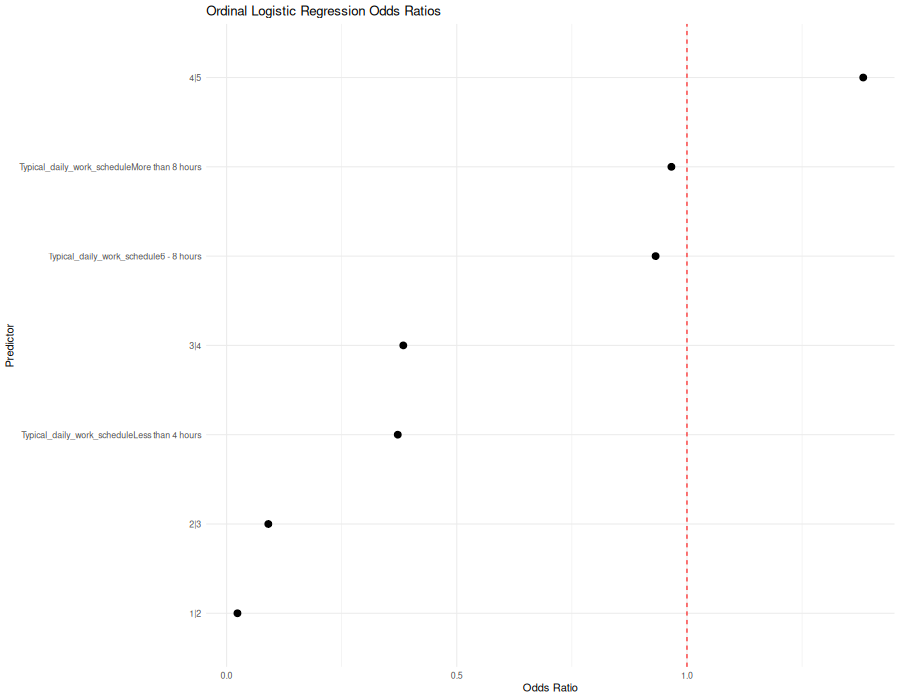 Ordinal Logistic Regression Odds Ratios
4|5
Typical_daily_work_scheduleMore than 8 hours
Typical_daily_work_schedule6 - 8 hours
Predictor
3|4
Typical_daily_work_scheduleLess than 4 hours
2|3
1|2
0.0 0.5 1.0
Odds Ratio